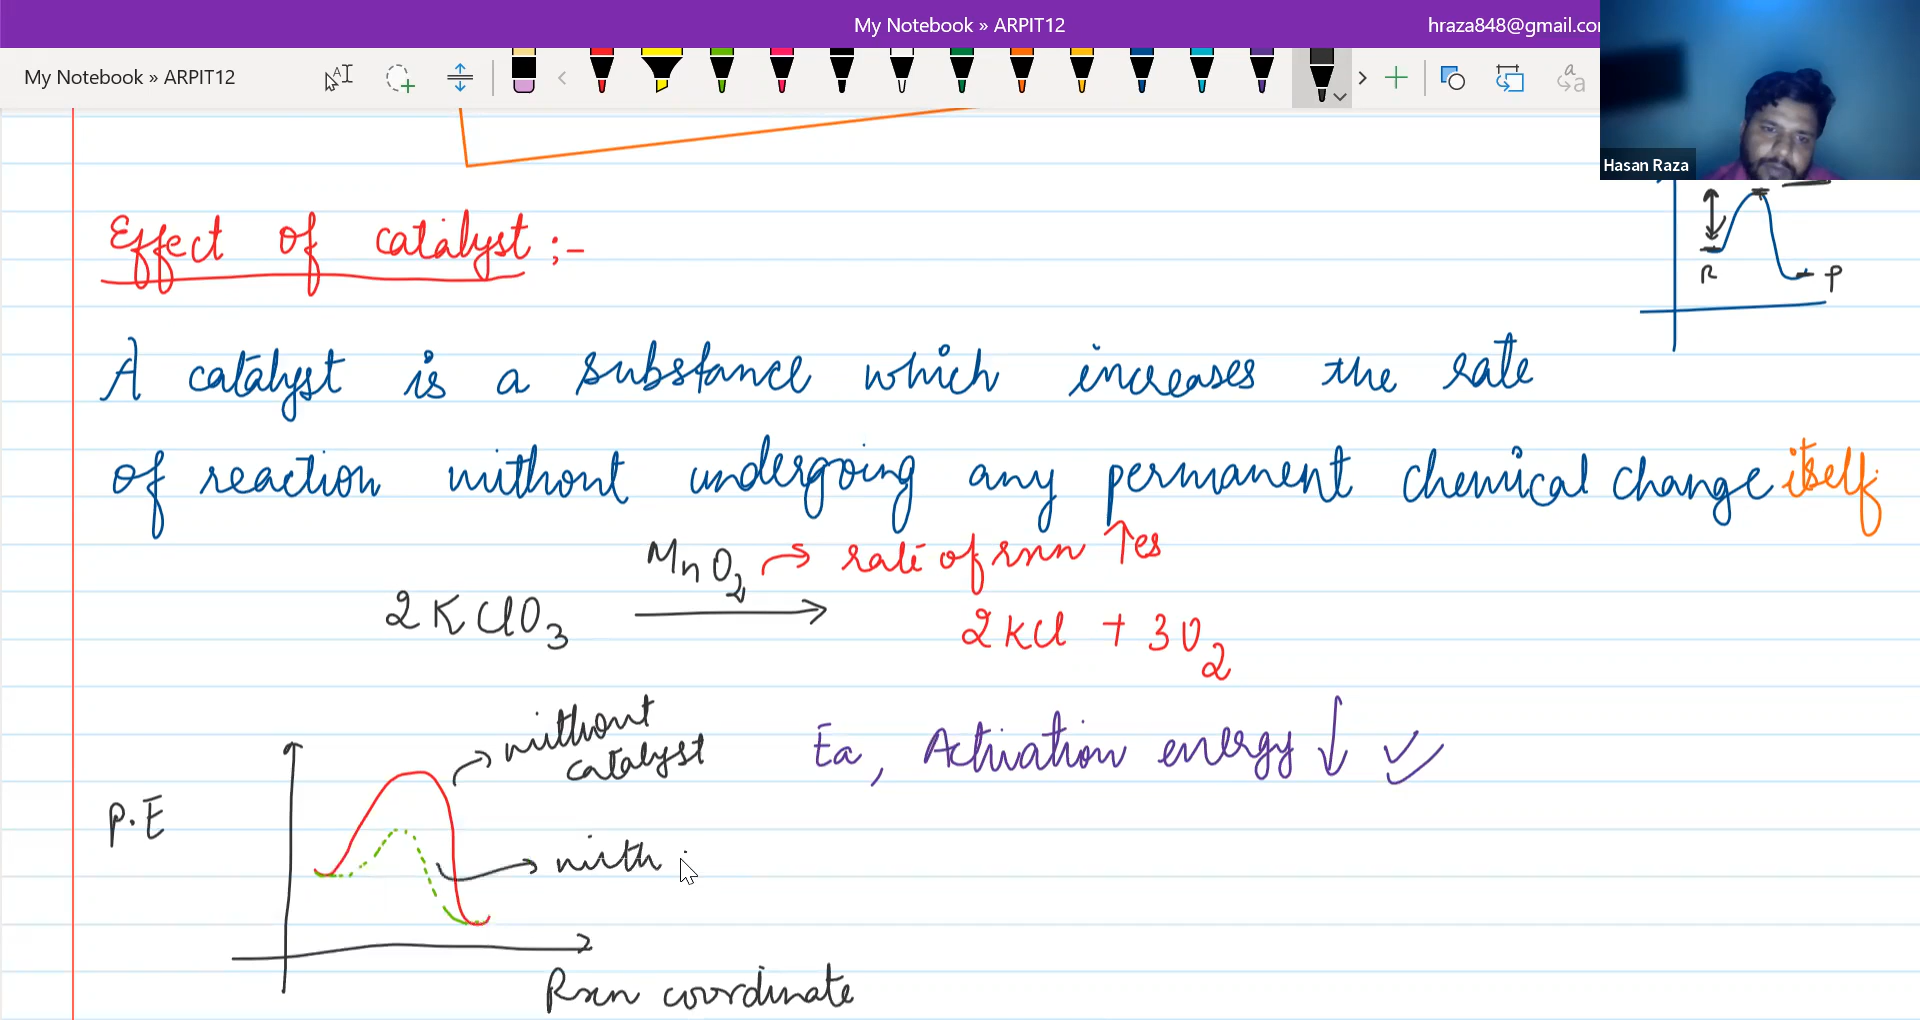 My Notebook » ARPIT12
hraza848@gmail.co
My Notebook » ARPIT12
Hasan Raza
R
P
Effect of catalyst :-
A catalyst is a substance which increases the rate
of reaction without undergoing any permanent chemical change itself
MnO2 → rate of rxn ↑es
2KClO3 → 2KCl + 3O2
without
catalyst
Ea, Activation energy ↓ ✓✓
P.E
with
Rxn coordinate